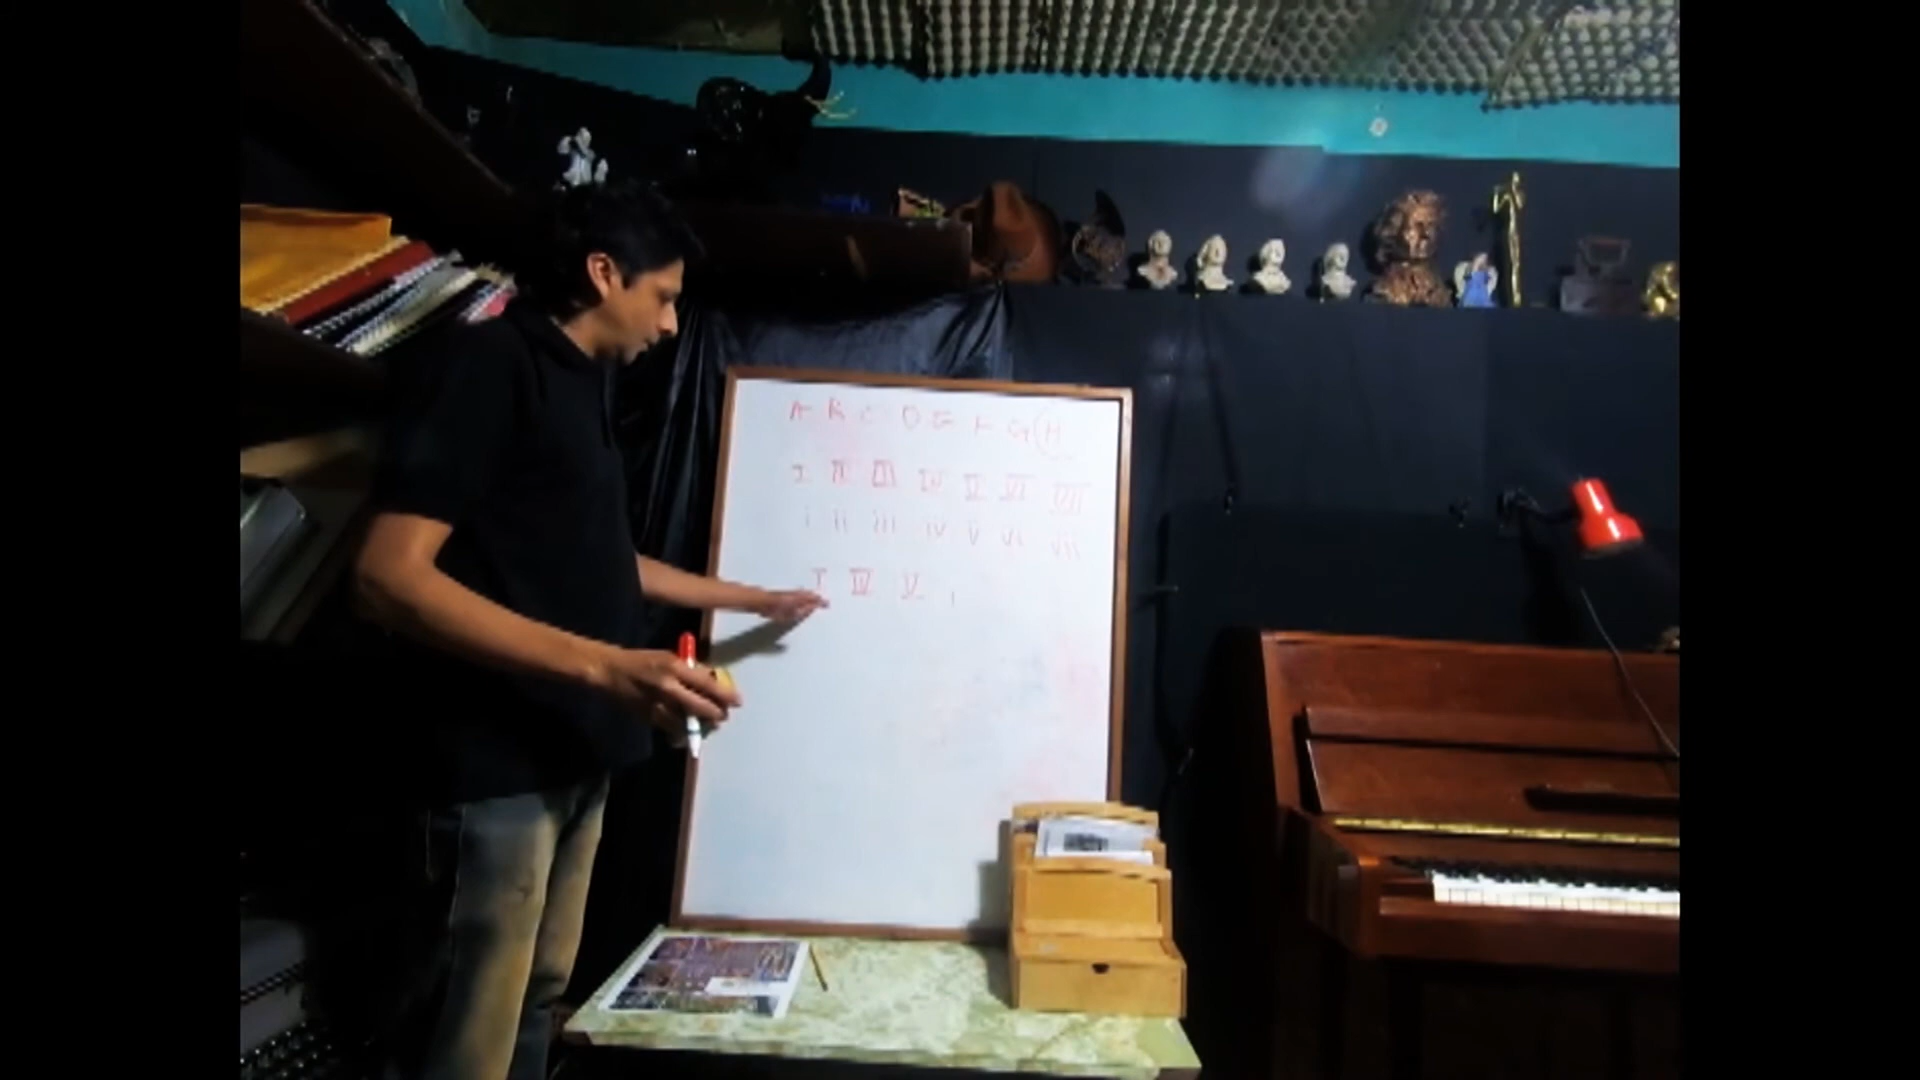 A B C D E F G H
I II III IV V VI VII
i ii iii iv v vi vii
I IV V